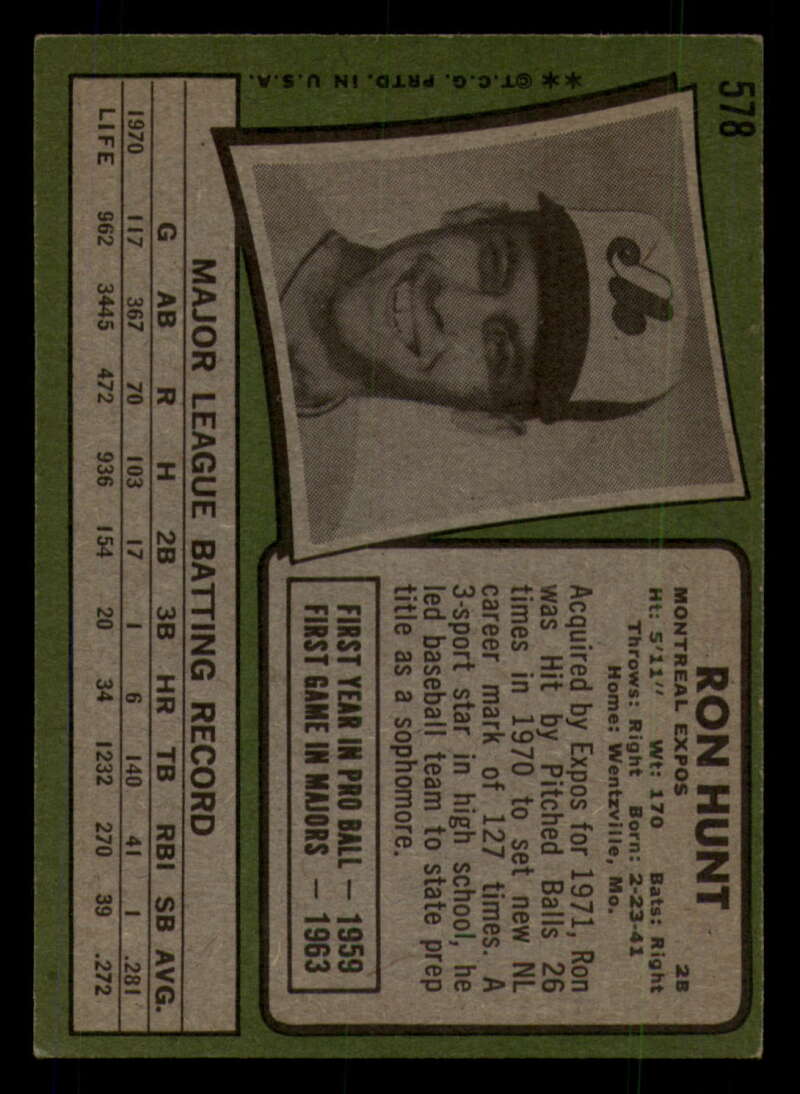 578
** ©T.C.G. PRTD. IN U.S.A.
RON HUNT
MONTREAL EXPOS 2B
Ht: 5'11" Wt: 170 Bats: Right
Throws: Right Born: 2-23-41
Home: Wentzville, Mo.
Acquired by Expos for 1971, Ron
was Hit by Pitched Balls 26
times in 1970 to set new NL
career mark of 127 times. A
3-sport star in high school, he
led baseball team to state prep
title as a sophomore.
FIRST YEAR IN PRO BALL — 1959
FIRST GAME IN MAJORS — 1963
MAJOR LEAGUE BATTING RECORD
G AB R H 2B 3B HR TB RBI SB AVG.
1970 117 367 70 103 17 1 6 140 41 1 .281
LIFE 962 3445 472 936 154 20 34 1232 270 39 .272